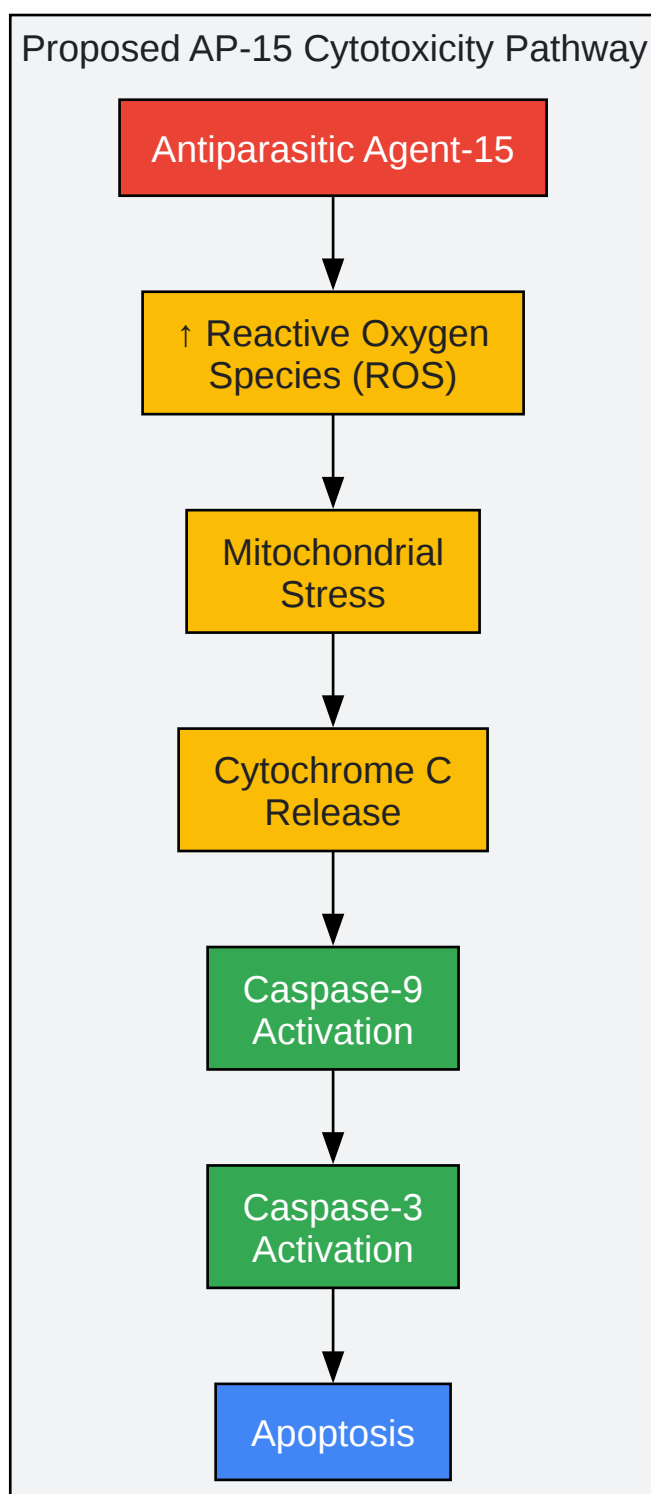 Proposed AP-15 Cytotoxicity Pathway
Antiparasitic Agent-15
↑ Reactive Oxygen
Species (ROS)
Mitochondrial
Stress
Cytochrome C
Release
Caspase-9
Activation
Caspase-3
Activation
Apoptosis